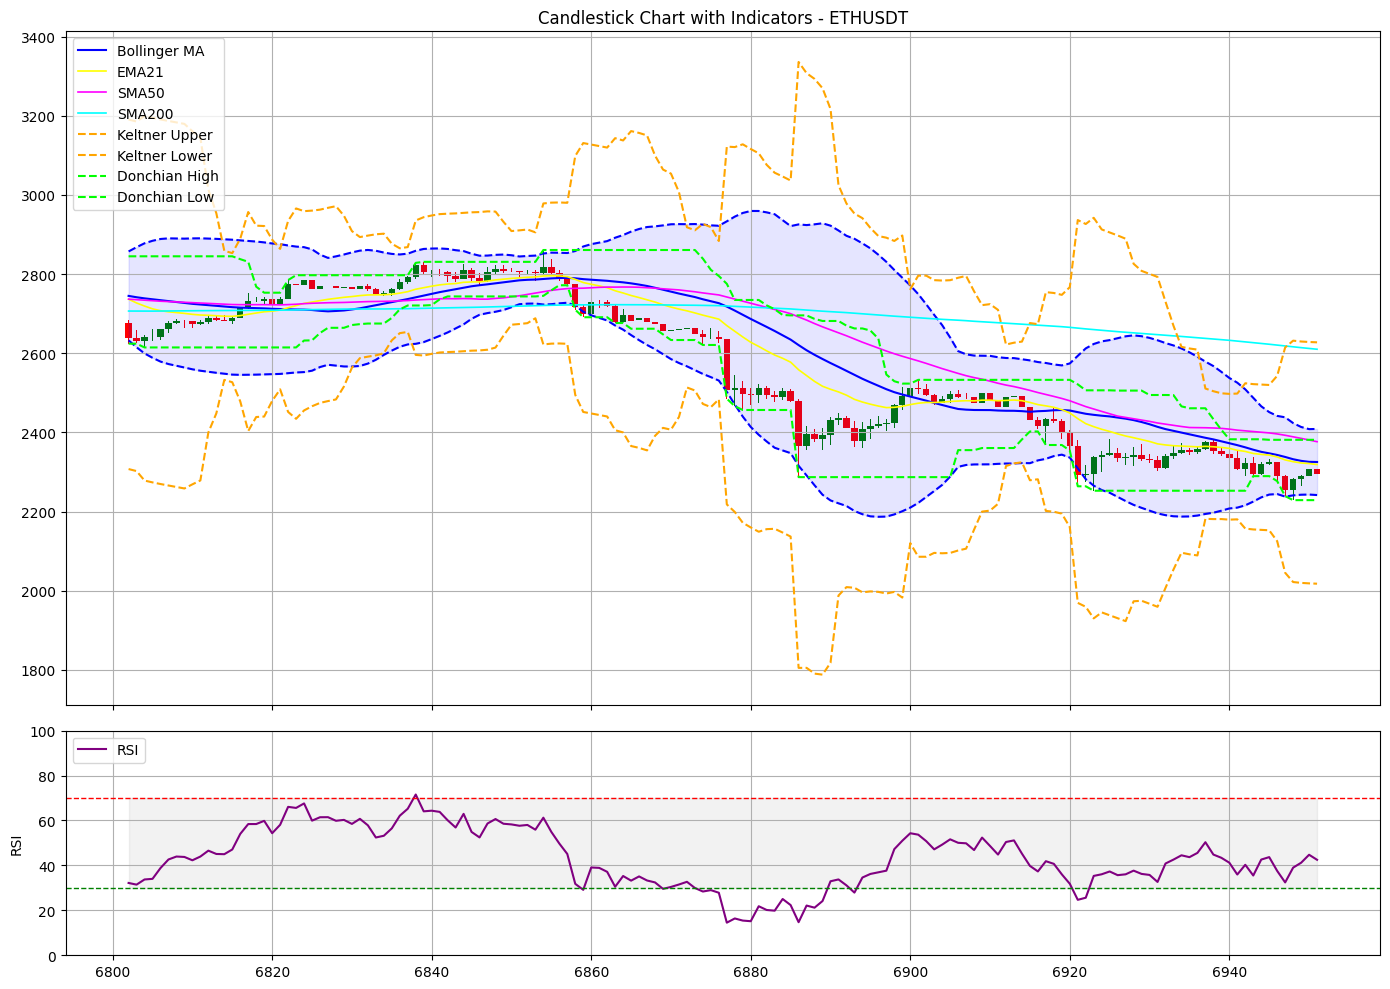 Candlestick Chart with Indicators - ETHUSDT
3400
3200
3000
2800
2600
2400
2200
2000
1800
Bollinger MA
EMA21
SMA50
SMA200
Keltner Upper
Keltner Lower
Donchian High
Donchian Low
100
80
60
40
20
0
RSI
RSI
6800 6820 6840 6860 6880 6900 6920 6940